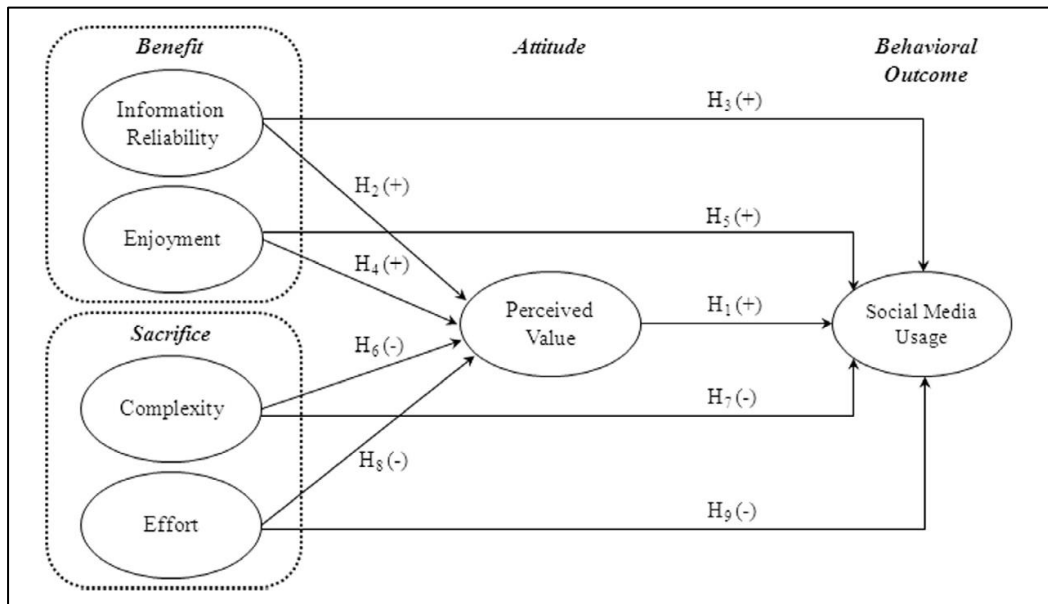 Benefit
Attitude
Behavioral
Outcome
Information
Reliability
H3 (+)
H2 (+)
Enjoyment
H5 (+)
H4 (+)
Perceived
Value
H1 (+)
Social Media
Usage
Sacrifice
H6 (-)
Complexity
H7 (-)
H8 (-)
Effort
H9 (-)